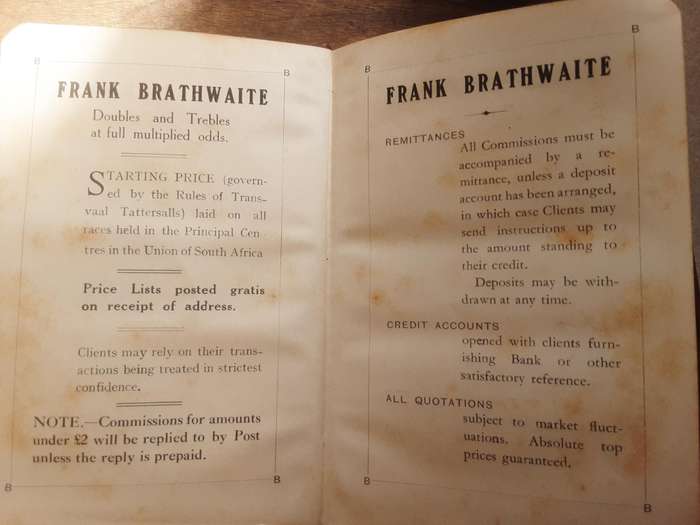 B B
FRANK BRATHWAITE
Doubles and Trebles
at full multiplied odds.
STARTING PRICE (govern-
ed by the Rules of Trans-
vaal Tattersalls) laid on all
races held in the Principal Cen
tres in the Union of South Africa
Price Lists posted gratis
on receipt of address.
Clients may rely on their trans-
actions being treated in strictest
confidence.
NOTE.—Commissions for amounts
under £2 will be replied to by Post
unless the reply is prepaid.
B B
B B
FRANK BRATHWAITE
REMITTANCES
All Commissions must be
accompanied by a re-
mittance, unless a deposit
account has been arranged,
in which case Clients may
send instructions up to
the amount standing to
their credit.
Deposits may be with-
drawn at any time.
CREDIT ACCOUNTS
opened with clients furn-
ishing Bank or other
satisfactory reference.
ALL QUOTATIONS
subject to market fluct-
uations. Absolute top
prices guaranteed.
B B